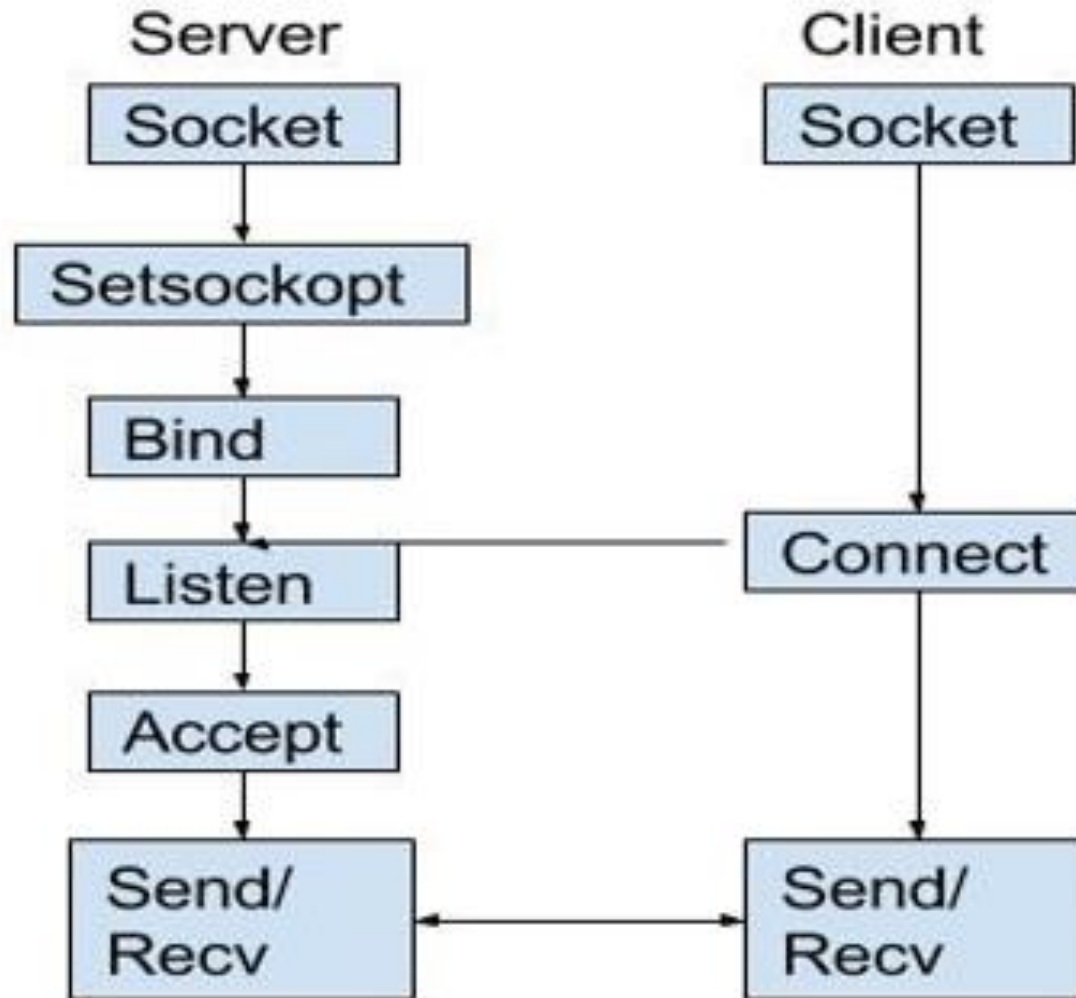 Server
Client
Socket
Socket
Setsockopt
Bind
Listen
Connect
Accept
Send/
Recv
Send/
Recv